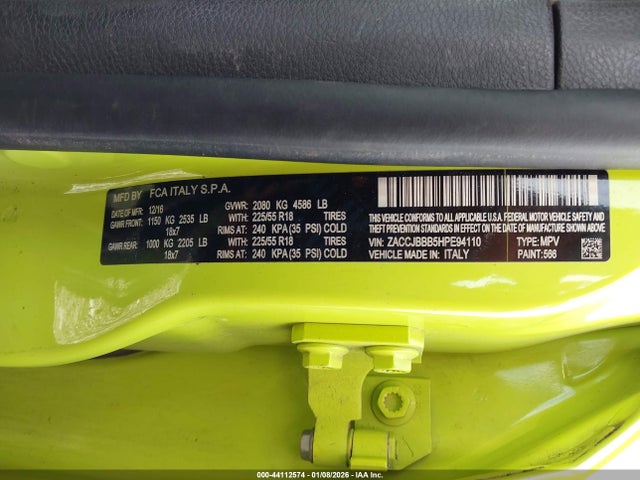 MFD BY FCA ITALY S.P.A.
DATE OF MFR: 12/16 GVWR: 2080 KG 4586 LB
GAWR FRONT: 1150 KG 2535 LB WITH 225/55 R18 TIRES
18x7 RIMS AT: 240 KPA(35 PSI) COLD
GAWR REAR: 1000 KG 2205 LB WITH 225/55 R18 TIRES
18x7 RIMS AT: 240 KPA(35 PSI) COLD
THIS VEHICLE CONFORMS TO ALL APPLICABLE U.S.A. FEDERAL
MOTOR VEHICLE SAFETY, BUMPER, AND THEFT PREVENTION
STANDARDS IN EFFECT ON THE DATE OF MANUFACTURE SHOWN ABOVE
VIN: ZACCJBBB5HPE94110 TYPE: MPV
VEHICLE MADE IN: ITALY PAINT:
000-44112574 | 01/08/2026 - IAA Inc.